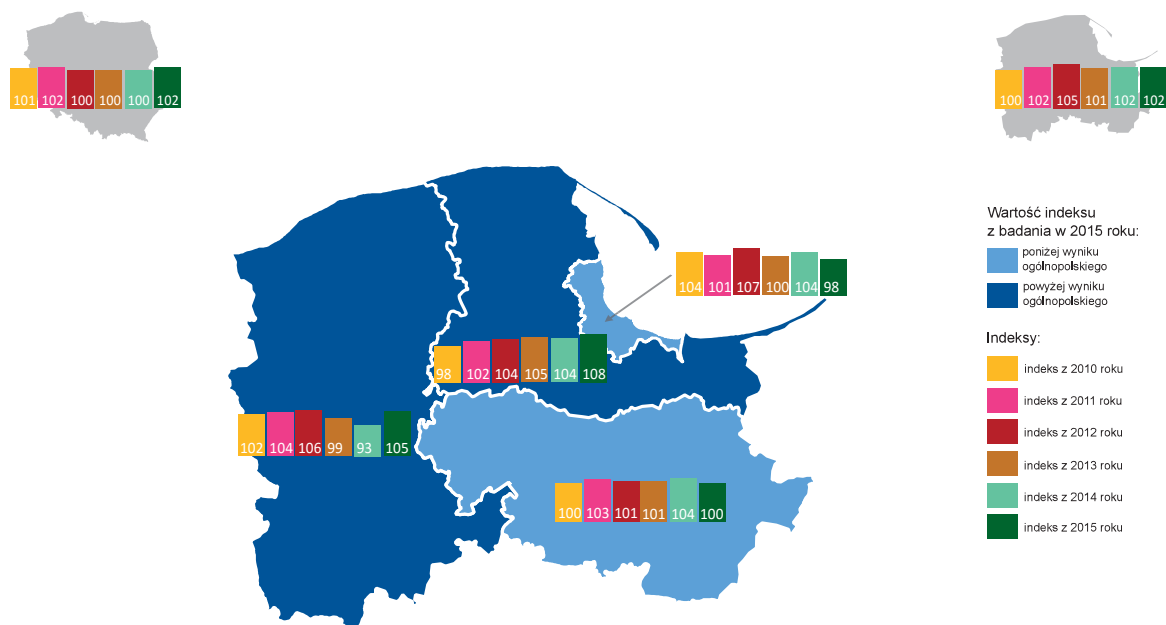 101 102 100 100 100 102
100 102 105 101 102 102
Wartość indeksu
z badania w 2015 roku:
poniżej wyniku
ogólnopolskiego
powyżej wyniku
ogólnopolskiego
104 101 107 100 104 98
98 102 104 105 104 108
102 104 106 99 93 105
100 103 101 101 104 100
Indeksy:
indeks z 2010 roku
indeks z 2011 roku
indeks z 2012 roku
indeks z 2013 roku
indeks z 2014 roku
indeks z 2015 roku